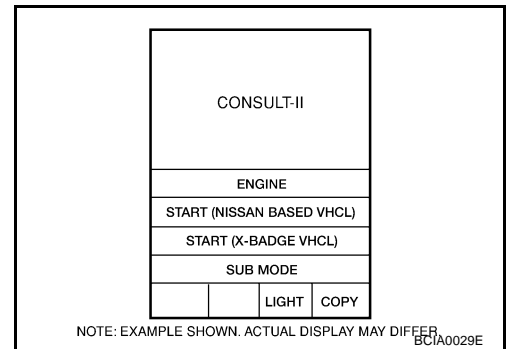 CONSULT-II
ENGINE
START (NISSAN BASED VHCL)
START (X-BADGE VHCL)
SUB MODE
LIGHT COPY
NOTE: EXAMPLE SHOWN. ACTUAL DISPLAY MAY DIFFER.
BCIA0029E